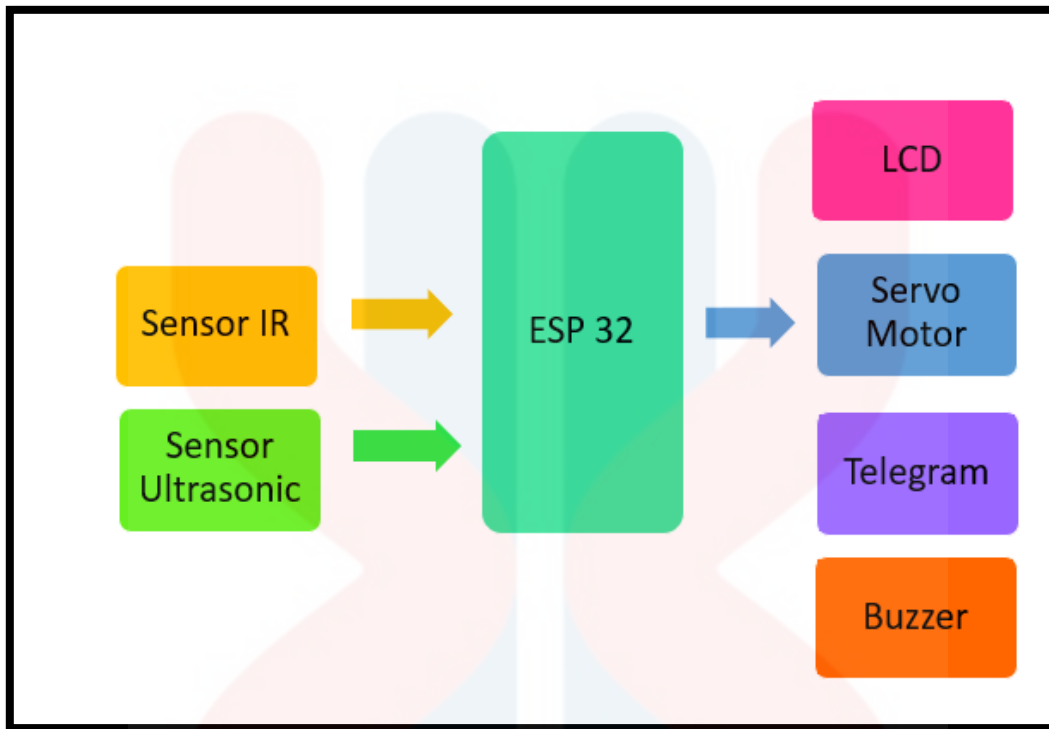 Sensor IR
Sensor
Ultrasonic
ESP 32
LCD
Servo
Motor
Telegram
Buzzer